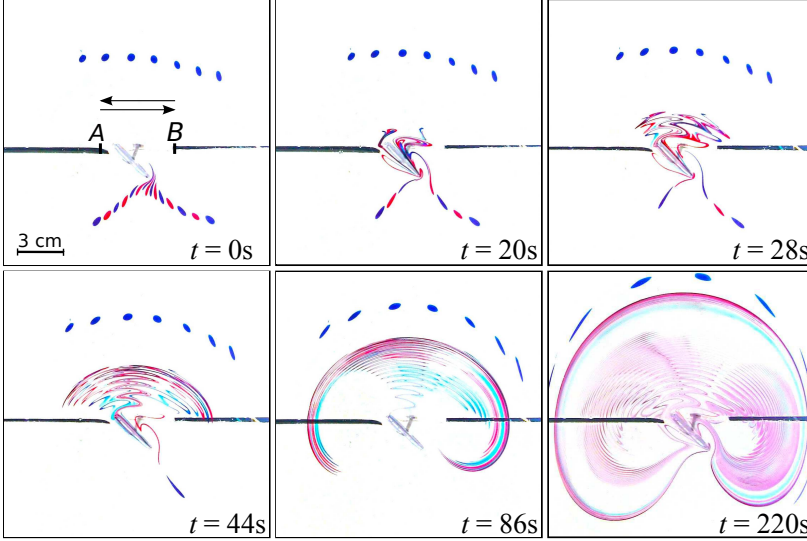 A
B
3 cm
t = 0s
t = 20s
t = 28s
t = 44s
t = 86s
t = 220s